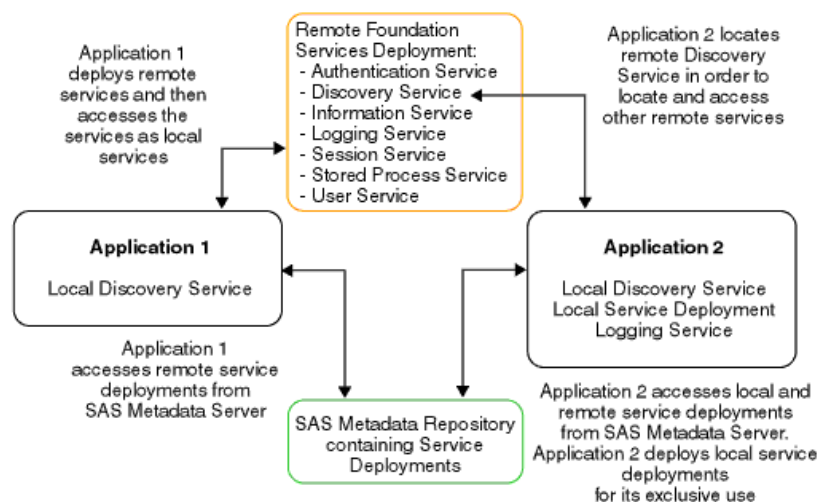 Application 1
deploys remote
services and then
accesses the
services as local
services
Remote Foundation
Services Deployment:
- Authentication Service
- Discovery Service
- Information Service
- Logging Service
- Session Service
- Stored Process Service
- User Service
Application 2 locates
remote Discovery
Service in order to
locate and access
other remote services
Application 1
Local Discovery Service
Application 2
Local Discovery Service
Local Service Deployment
Logging Service
Application 1
accesses remote service
deployments from
SAS Metadata Server
SAS Metadata Repository
containing Service
Deployments
Application 2 accesses local and
remote service deployments
from SAS Metadata Server.
Application 2 deploys local service
deployments
for its exclusive use